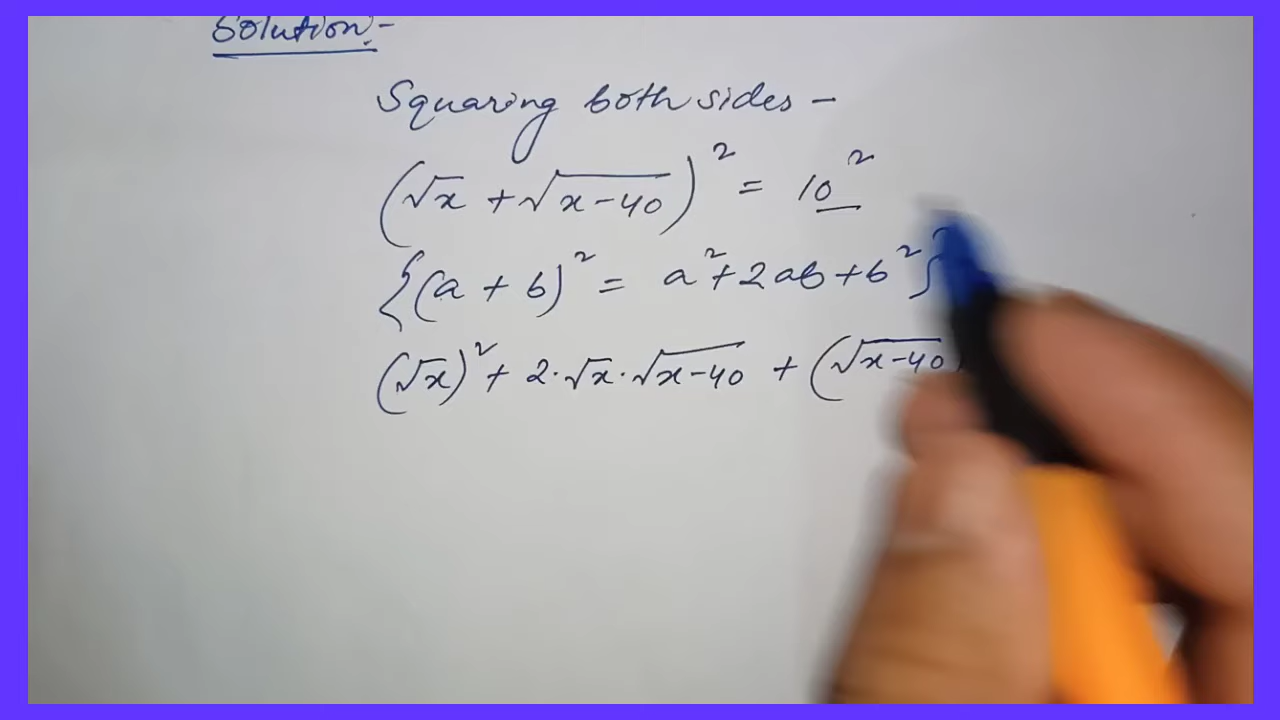 Solution:-
Squaring both sides -
(√x + √x-40)² = 10²
{(a + b)² = a² + 2ab + b²}
(√x)² + 2·√x·√x-40 + (√x-40)